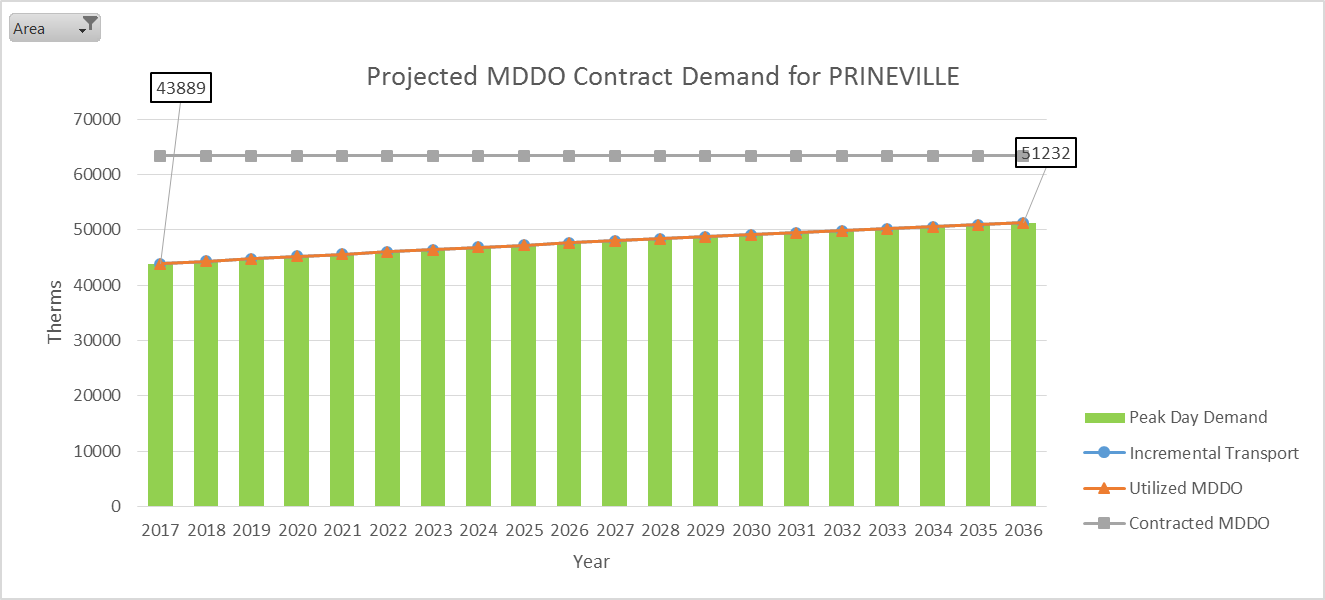 Area
Projected MDDO Contract Demand for PRINEVILLE
43889
51232
70000
60000
50000
40000
30000
20000
10000
0
Therms
2017 2018 2019 2020 2021 2022 2023 2024 2025 2026 2027 2028 2029 2030 2031 2032 2033 2034 2035 2036
Year
Peak Day Demand
Incremental Transport
Utilized MDDO
Contracted MDDO